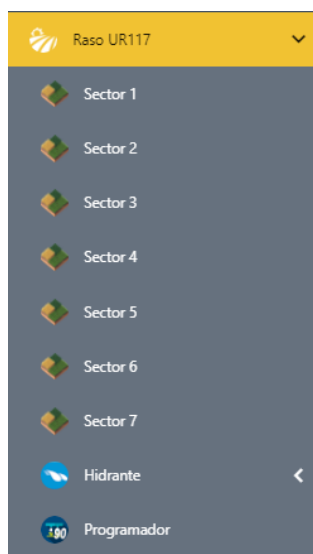 Raso UR117
Sector 1
Sector 2
Sector 3
Sector 4
Sector 5
Sector 6
Sector 7
Hidrante
Programador